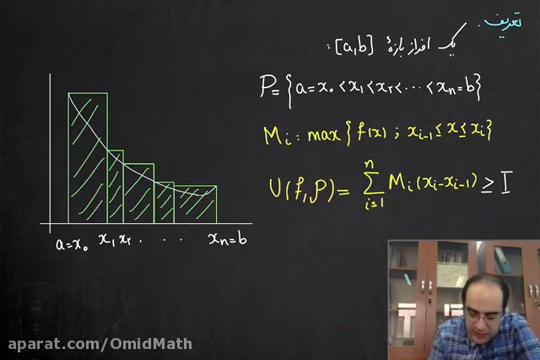 تعریف.
یک افراز بازهٔ [a,b] :
P = {a=x₀ < x₁ < x₂ < ... < xₙ = b}
Mᵢ : max {f(x) ; xᵢ₋₁ ≤ x ≤ xᵢ}
U(f,P) = ∑ᵢ₌₁ⁿ Mᵢ(xᵢ-xᵢ₋₁) ≥ I
a=x₀ x₁ x₂ . . . xₙ=b
aparat.com/OmidMath